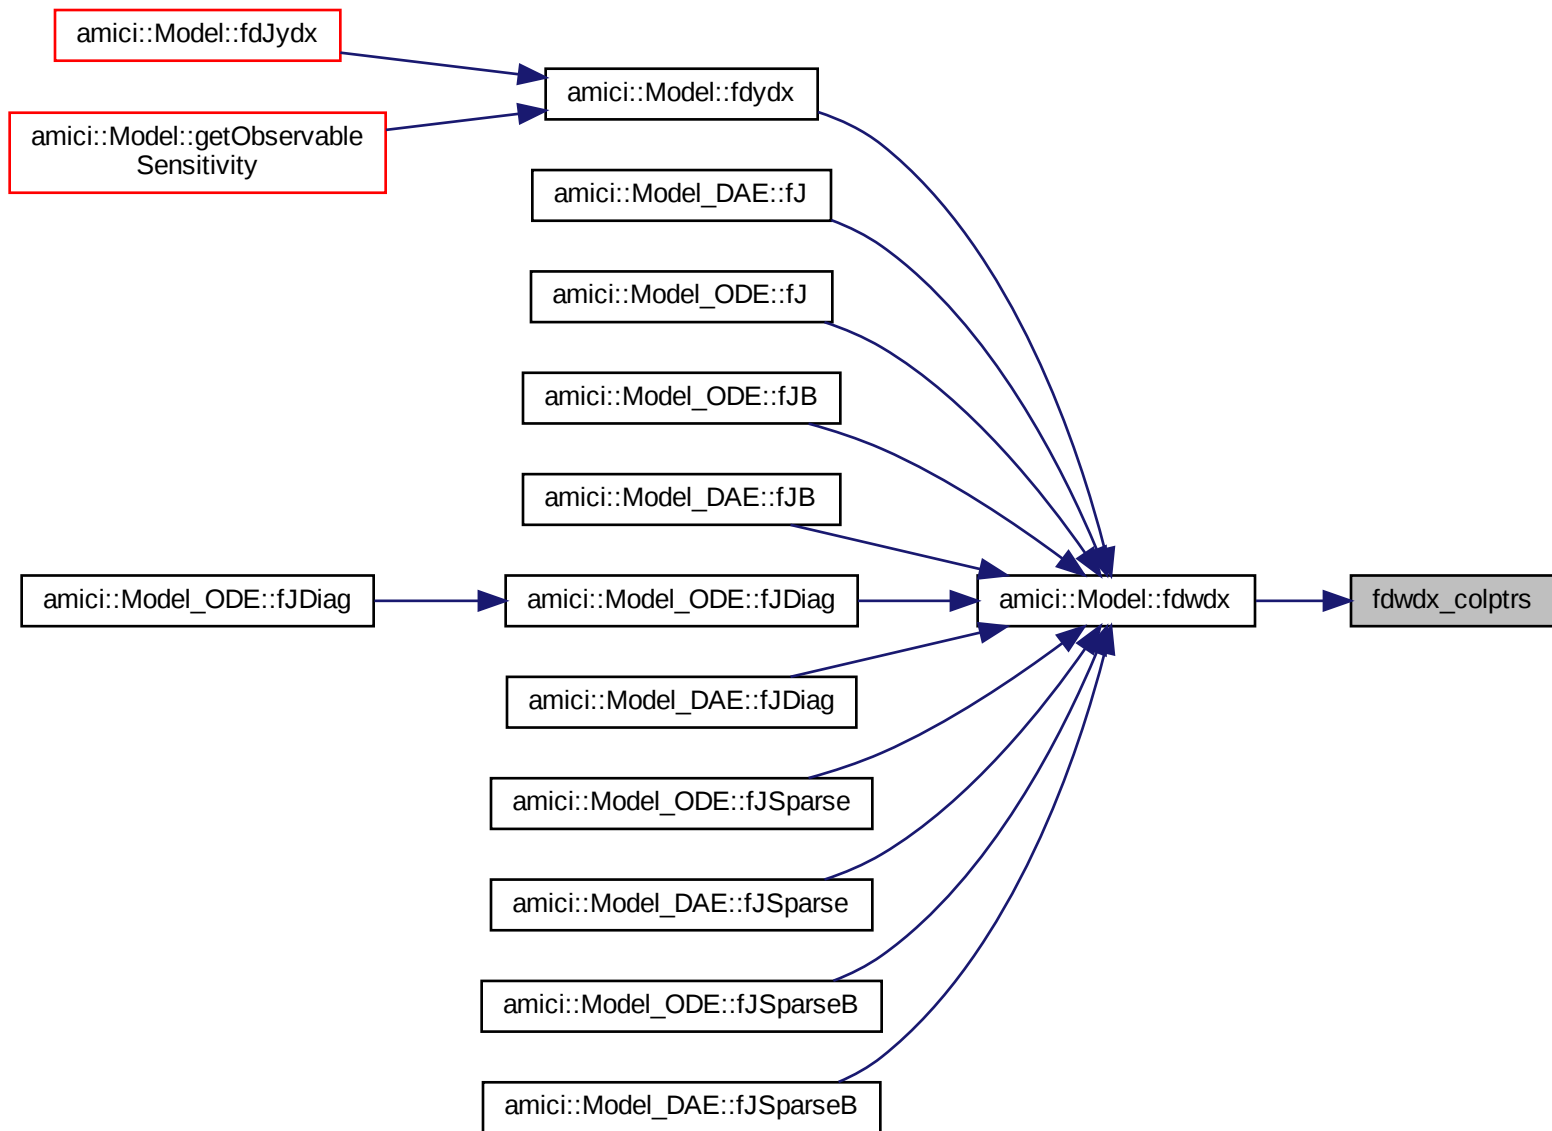 amici::Model::fdJydx
amici::Model::fdydx
amici::Model::getObservable
Sensitivity
amici::Model_DAE::fJ
amici::Model_ODE::fJ
amici::Model_ODE::fJB
amici::Model_DAE::fJB
amici::Model_ODE::fJDiag
amici::Model_ODE::fJDiag
amici::Model::fdwdx
fdwdx_colptrs
amici::Model_DAE::fJDiag
amici::Model_ODE::fJSparse
amici::Model_DAE::fJSparse
amici::Model_ODE::fJSparseB
amici::Model_DAE::fJSparseB